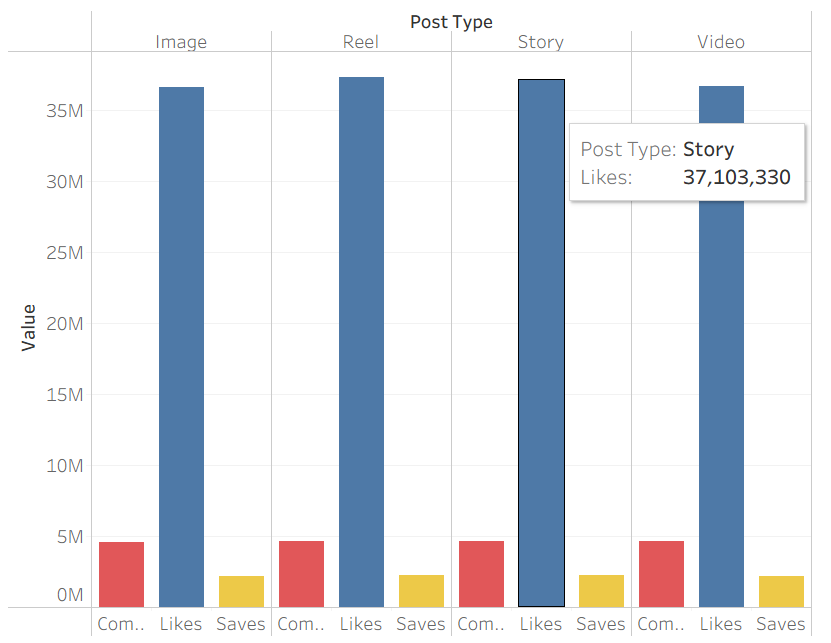 Post Type
Image Reel Story Video
35M
Post Type: Story
30M
Likes: 37,103,330
25M
20M
Value
15M
10M
5M
0M
Com.. Likes Saves Com.. Likes Saves Com.. Likes Saves Com.. Likes Saves